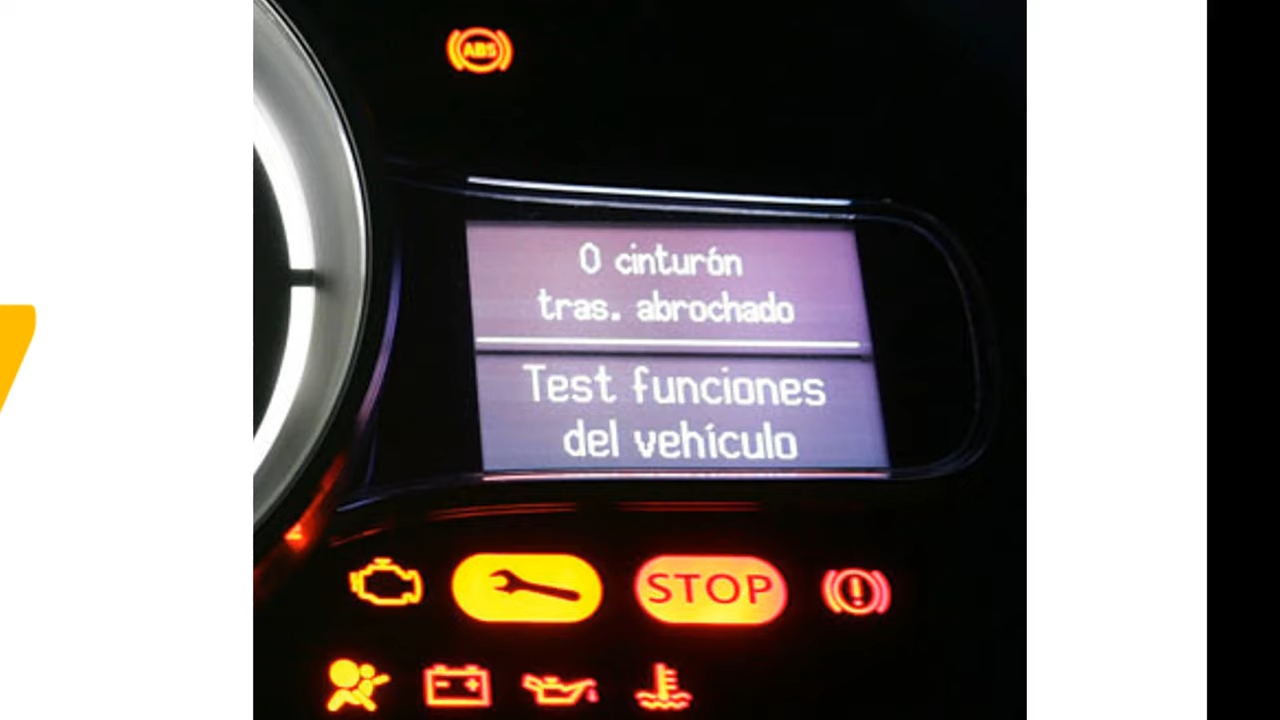 ABS
0 cinturón
tras. abrochado
Test funciones
del vehículo
STOP